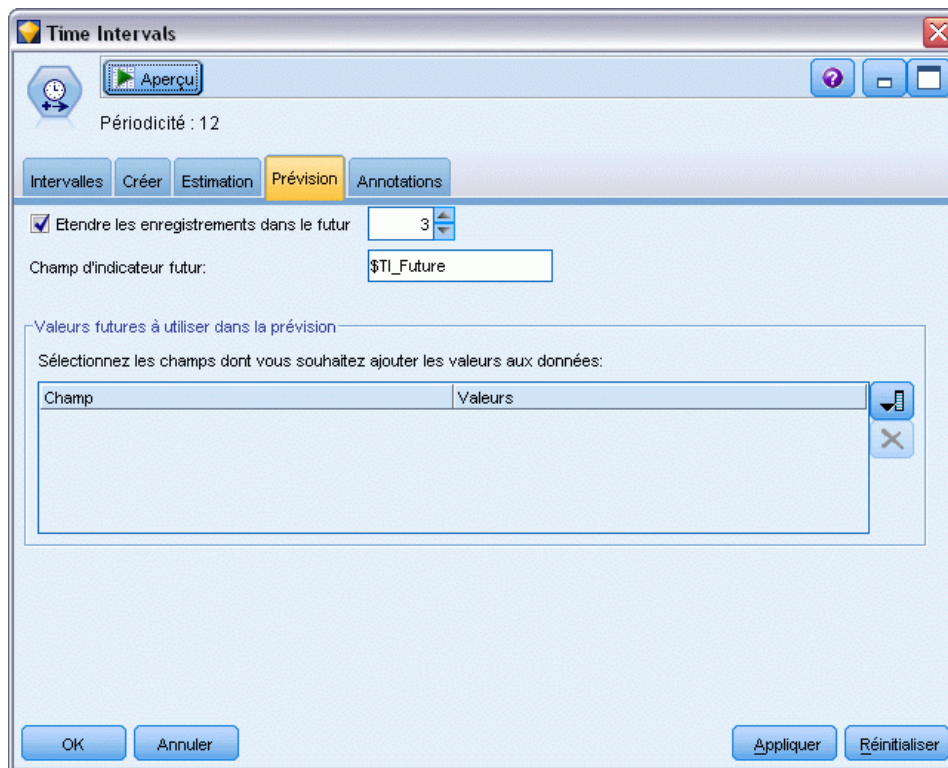 Time Intervals
Aperçu
Périodicité : 12
Intervalles Créer Estimation Prévision Annotations
Etendre les enregistrements dans le futur 3
Champ d'indicateur futur: $TI_Future
Valeurs futures à utiliser dans la prévision
Sélectionnez les champs dont vous souhaitez ajouter les valeurs aux données:
Champ Valeurs
OK Annuler Appliquer Réinitialiser